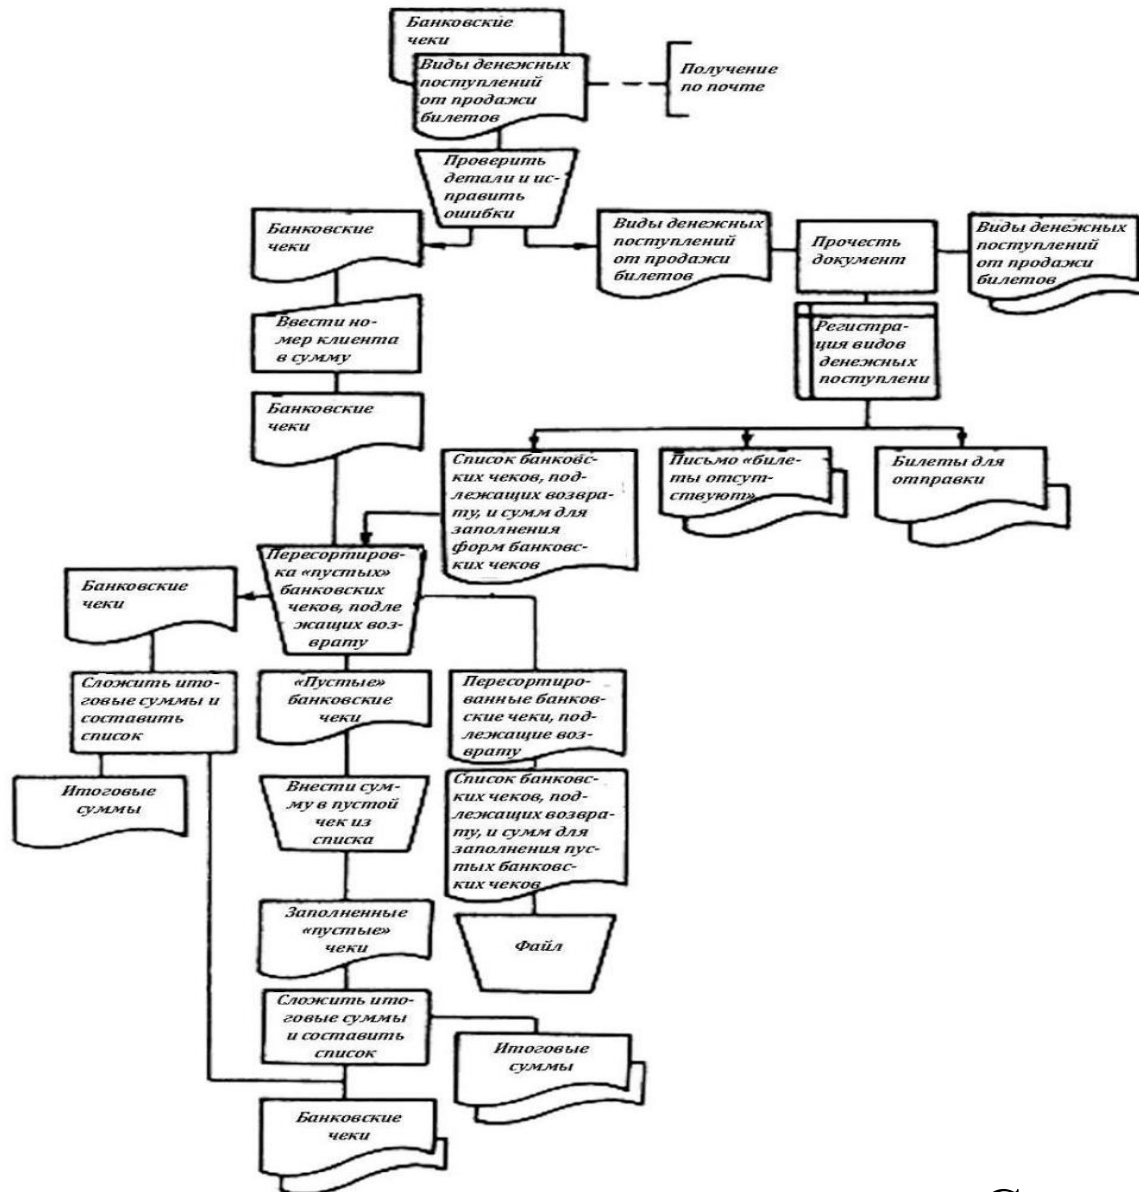 Банковские
чеки
Виды денежных
поступлений
от продажи
билетов
Получение
по почте
Проверить
детали и ис-
править
ошибки
Банковские
чеки
Виды денежных
поступлений
от продажи
билетов
Прочесть
документ
Виды денежных
поступлений
от продажи
билетов
Ввести но-
мер клиента
в сумму
Регистра-
ция видов
денежных
поступлени
Банковские
чеки
Список банковс-
ких чеков, под-
лежащих возвра-
ту, и сумм для
заполнения
форм банковс-
ких чеков
Письмо «биле-
ты отсут-
ствуют»
Билеты для
отправки
Пересортиров-
ка «пустых»
банковских
чеков, подле
жащих воз-
врату
Банковские
чеки
Сложить ито-
говые суммы и
составить
список
«Пустые»
банковские
чеки
Пересортиро-
ванные банков-
ские чеки, под-
лежащие воз-
врату
Итоговые
суммы
Внести сум-
му в пустой
чек из
списка
Список банковс-
ких чеков, под-
лежащих возвра-
ту, и сумм для
заполнения пус-
тых банковс-
ких чеков
Заполненные
«пустые»
чеки
Файл
Сложить ито-
говые суммы
и составить
список
Итоговые
суммы
Банковские
чеки